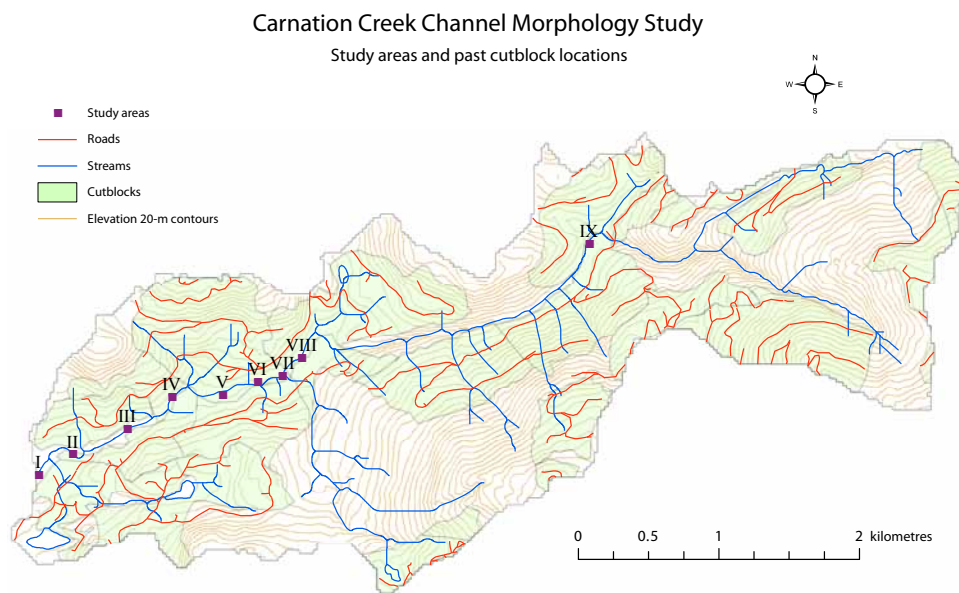 Carnation Creek Channel Morphology Study
Study areas and past cutblock locations
N
W E
S
Study areas
Roads
Streams
Cutblocks
Elevation 20-m contours
IX
VIII
VII
VI
V
IV
III
II
I
0 0.5 1 2 kilometres